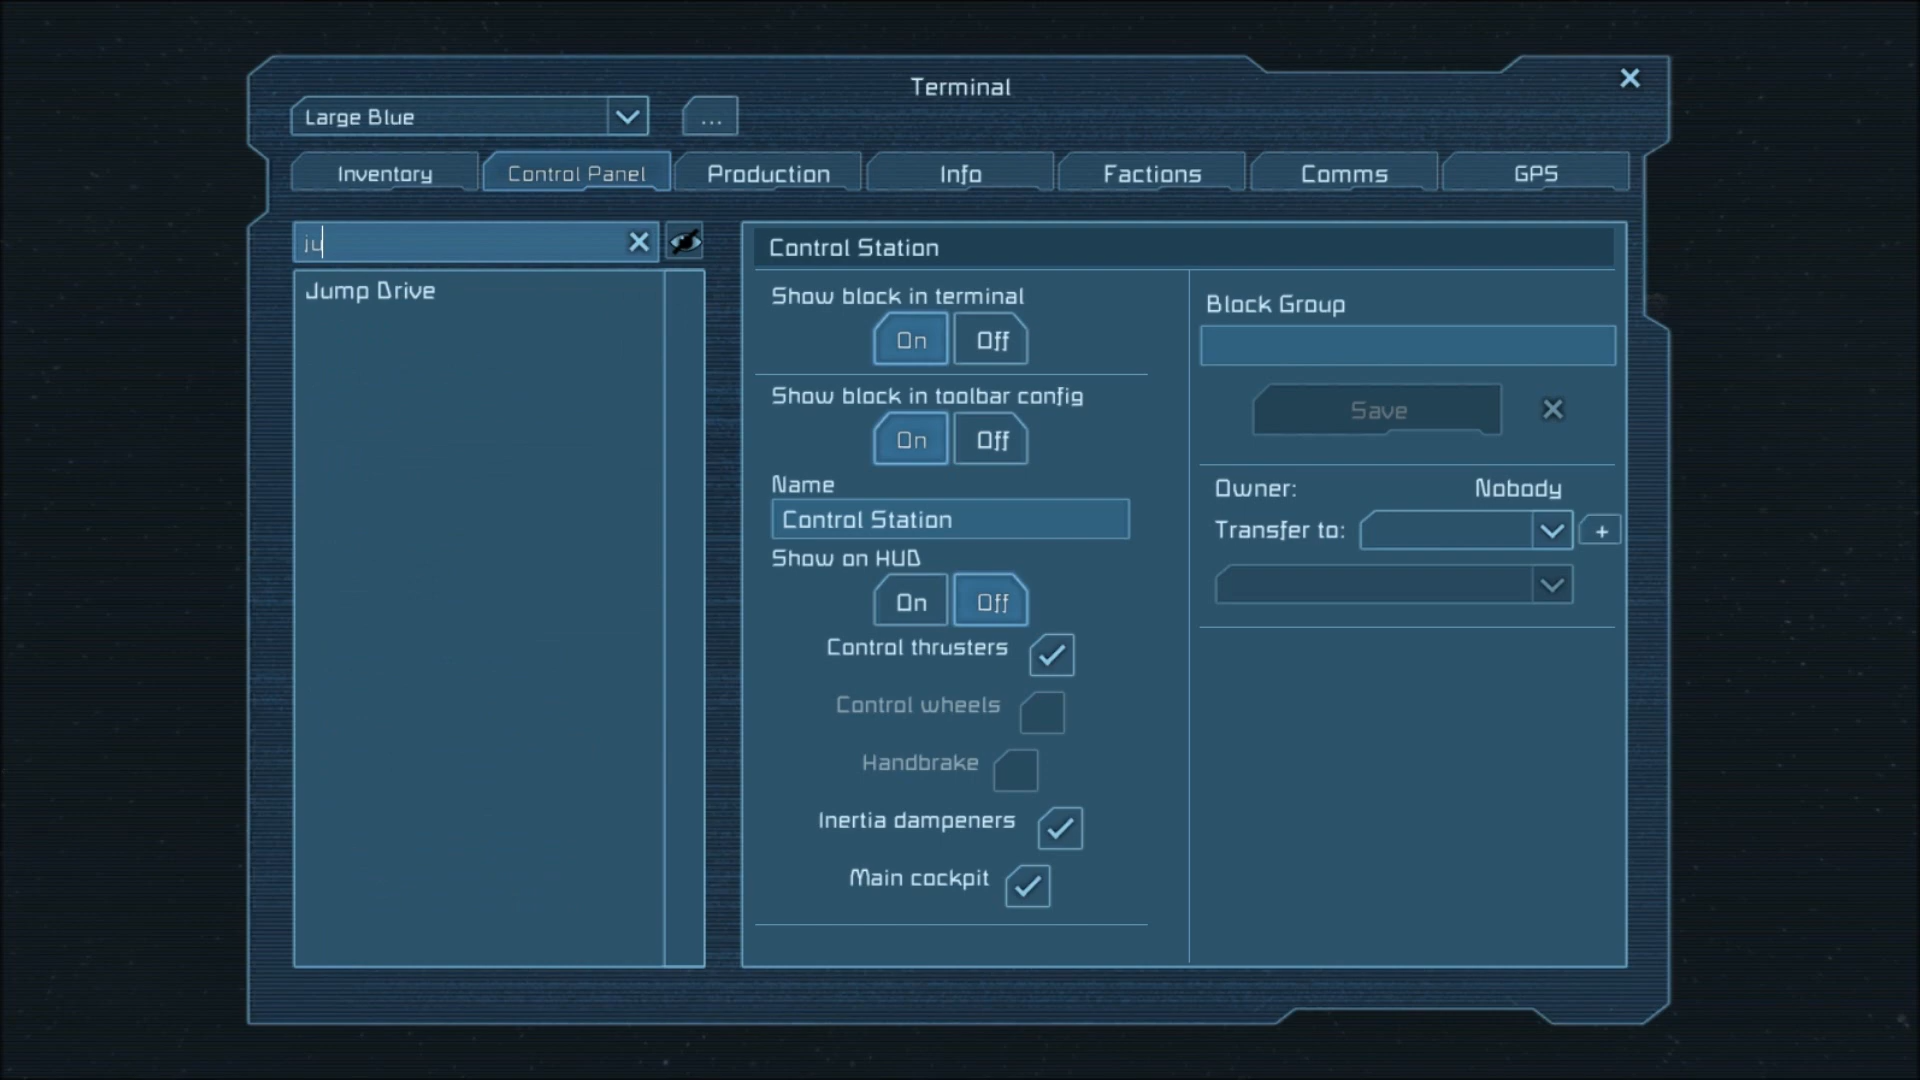 Terminal
Large Blue
...
Inventory Control Panel Production Info Factions Comms GPS
ju
Jump Drive
Control Station
Show block in terminal
On Off
Show block in toolbar config
On Off
Name
Control Station
Show on HUD
On Off
Control thrusters
Control wheels
Handbrake
Inertia dampeners
Main cockpit
Block Group
Save
Owner: Nobody
Transfer to:
+